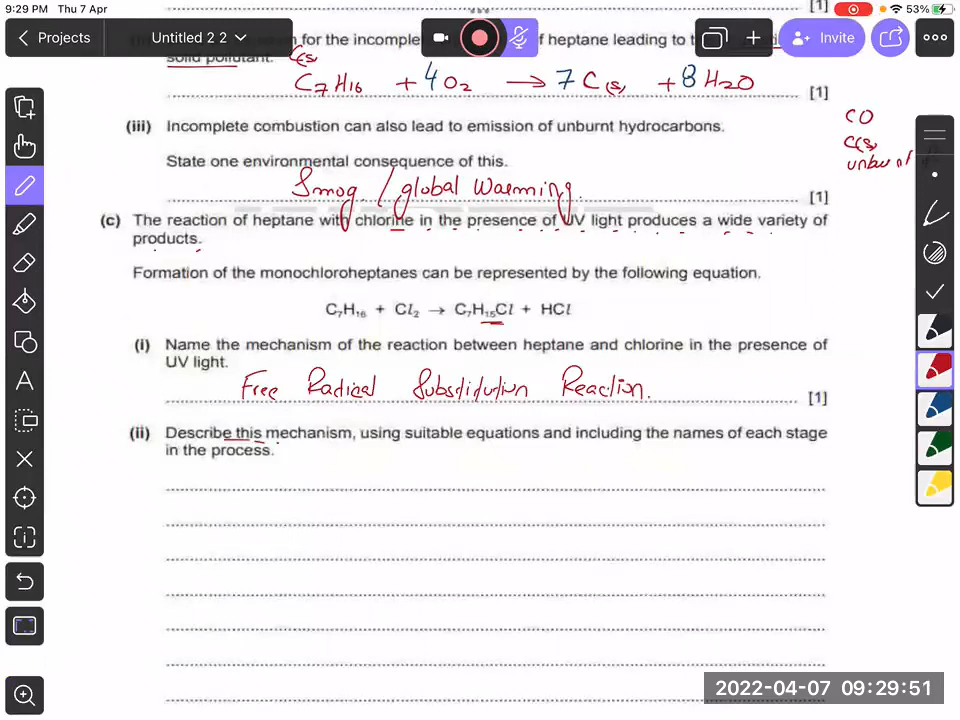 9:29 PM Thu 7 Apr
53%
[1]
Projects
Untitled 2 2
Invite
for the incomple
f heptane leading to t
solid pollutant. C(s)
C₇H₁₆ + 4O₂ → 7 C(s) + 8H₂O
[1]
(iii) Incomplete combustion can also lead to emission of unburnt hydrocarbons.
CO
C(s)
State one environmental consequence of this.
Smog / global Warming.
[1]
(c) The reaction of heptane with chlorine in the presence of UV light produces a wide variety of
products.
Formation of the monochloroheptanes can be represented by the following equation.
C₇H₁₆ + Cl₂ → C₇H₁₅Cl + HCl
(i) Name the mechanism of the reaction between heptane and chlorine in the presence of
UV light.
Free Radical Substitution Reaction.
[1]
(ii) Describe this mechanism, using suitable equations and including the names of each stage
in the process.
2022-04-07 09:29:51